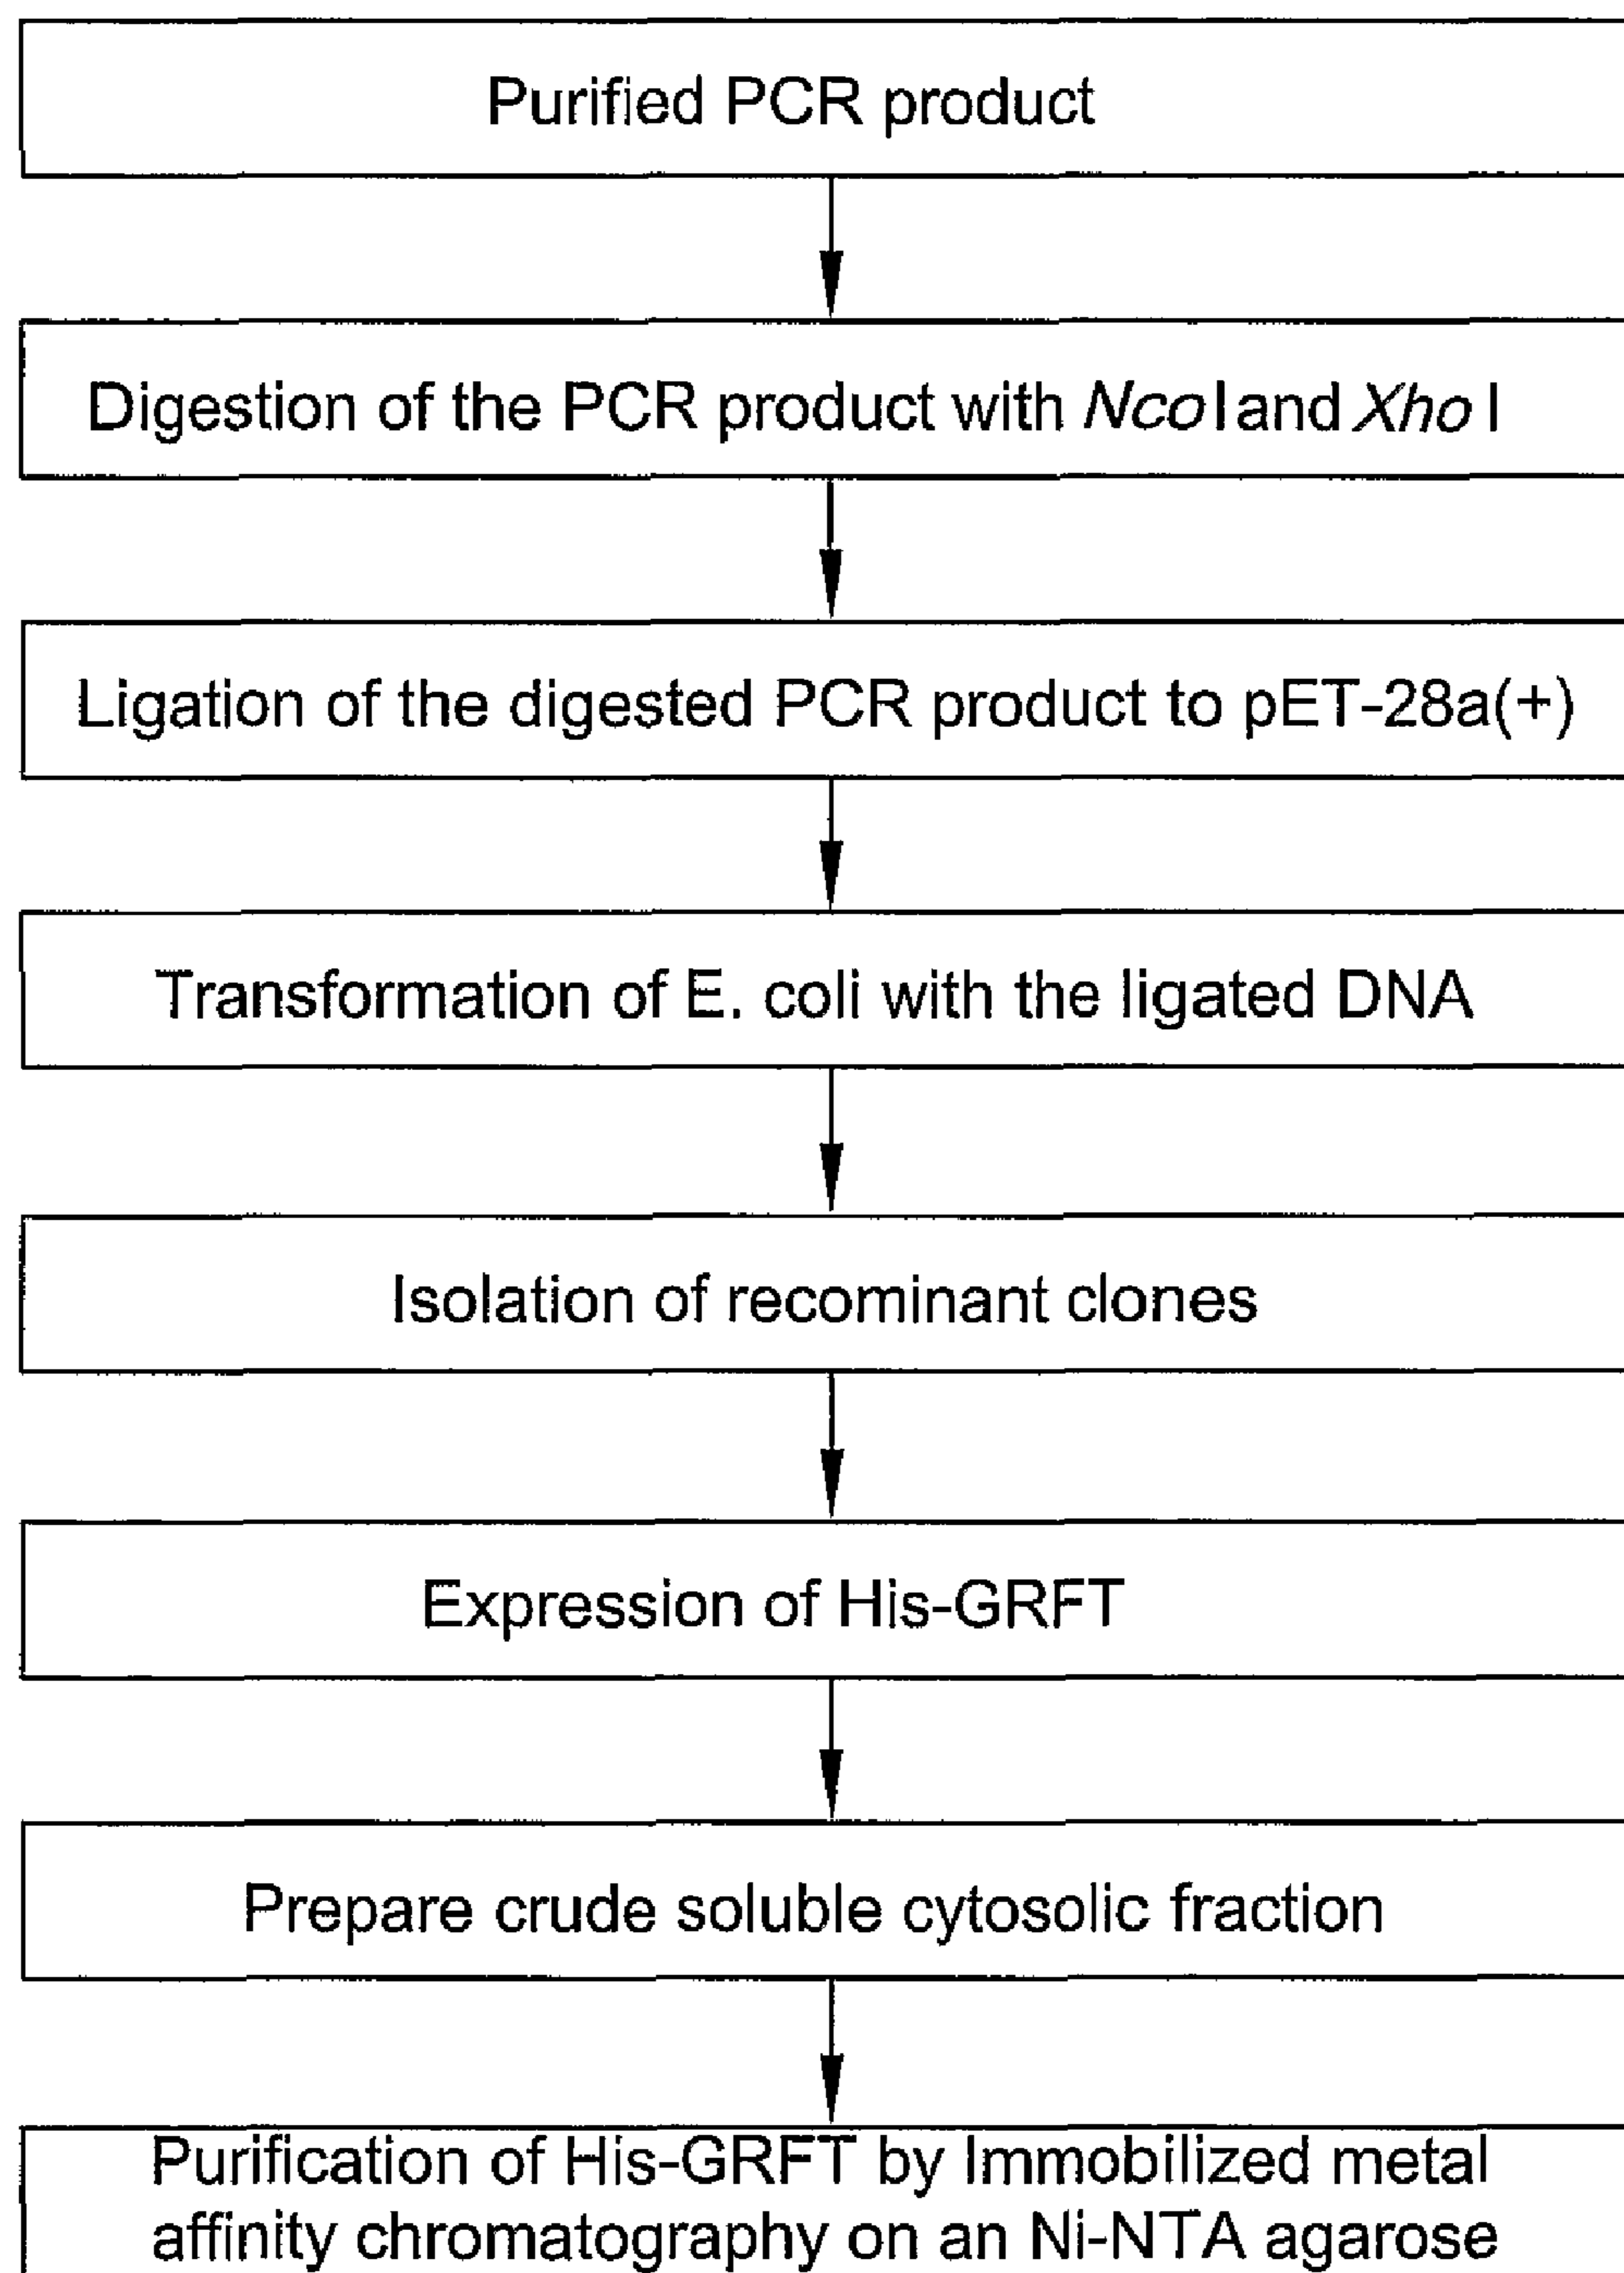 Purified PCR product
Digestion of the PCR product with Nco I and Xho I
Ligation of the digested PCR product to pET-28a(+)
Transformation of E. coli with the ligated DNA
Isolation of recominant clones
Expression of His-GRFT
Prepare crude soluble cytosolic fraction
Purification of His-GRFT by Immobilized metal
affinity chromatography on an Ni-NTA agarose